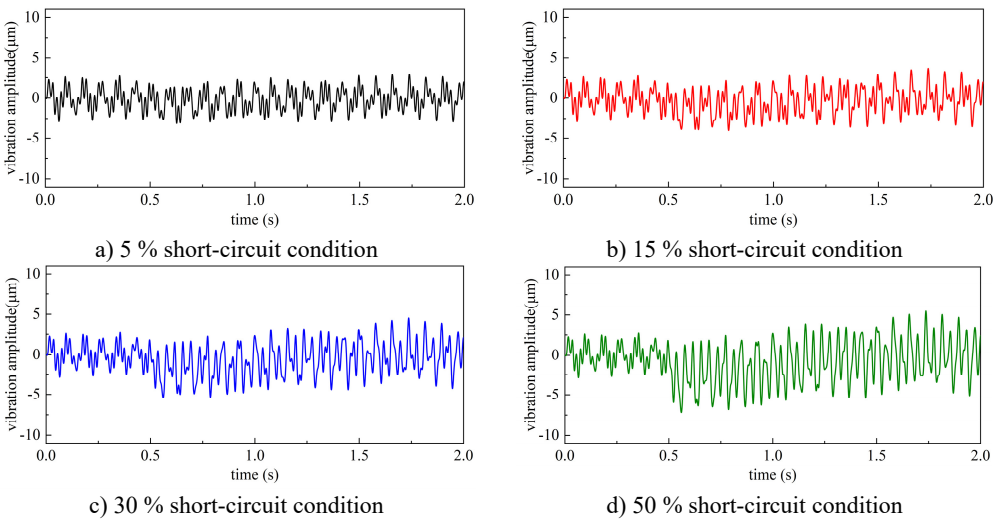 10
5
0
-5
-10
vibration amplitude(μm)
0.0 0.5 1.0 1.5 2.0
time (s)
a) 5 % short-circuit condition
10
5
0
-5
-10
vibration amplitude(μm)
0.0 0.5 1.0 1.5 2.0
time (s)
b) 15 % short-circuit condition
10
5
0
-5
-10
vibration amplitude(μm)
0.0 0.5 1.0 1.5 2.0
time (s)
c) 30 % short-circuit condition
10
5
0
-5
-10
vibration amplitude(μm)
0.0 0.5 1.0 1.5 2.0
time (s)
d) 50 % short-circuit condition